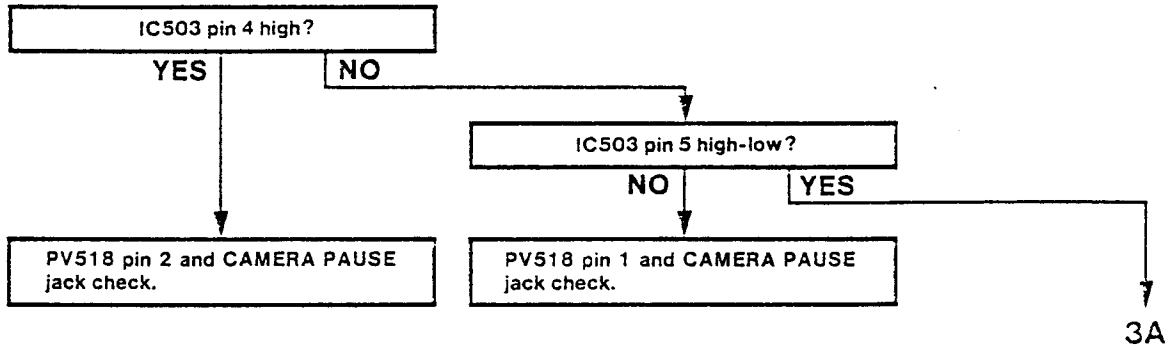 IC503 pin 4 high?
YES
NO
IC503 pin 5 high-low?
NO
YES
PV518 pin 2 and CAMERA PAUSE
jack check.
PV518 pin 1 and CAMERA PAUSE
jack check.
3A